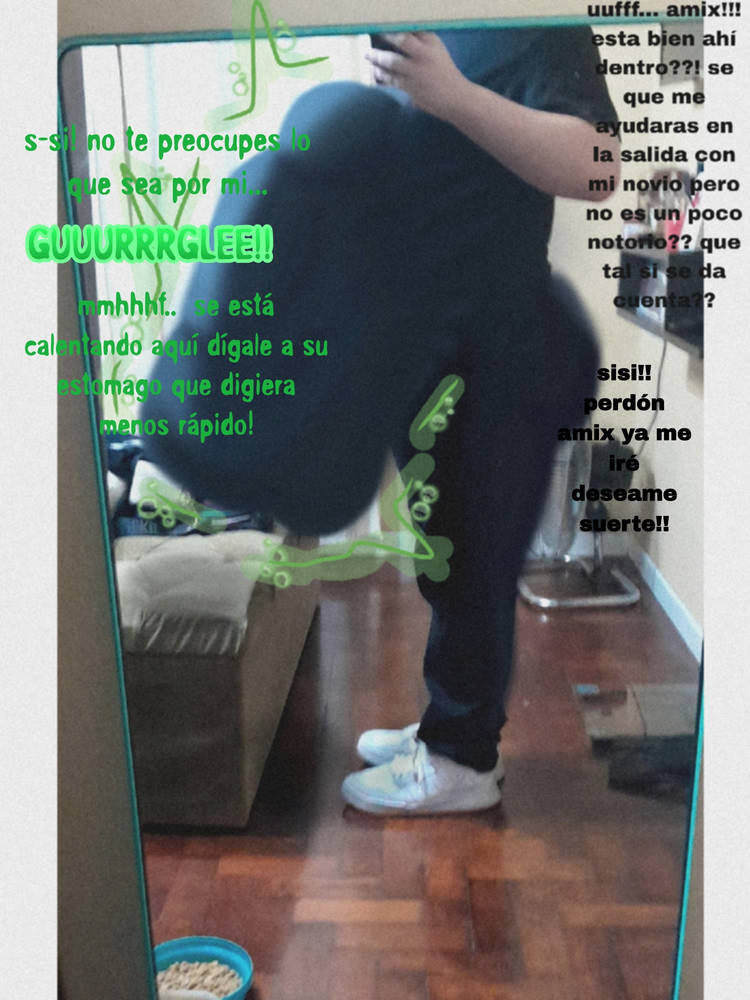 uufff... amix!!!
esta bien ahí
dentro??! se
que me
ayudaras en
la salida con
mi novio pero
no es un poco
notorio?? que
tal si se da
cuenta??
s-si! no te preocupes lo
que sea por mi...
GUUURRRGLEE!!
mmhhhf.. se está
calentando aquí dígale a su
estomago que digiera
menos rápido!
sisi!!
perdón
amix ya me
iré
deseame
suerte!!